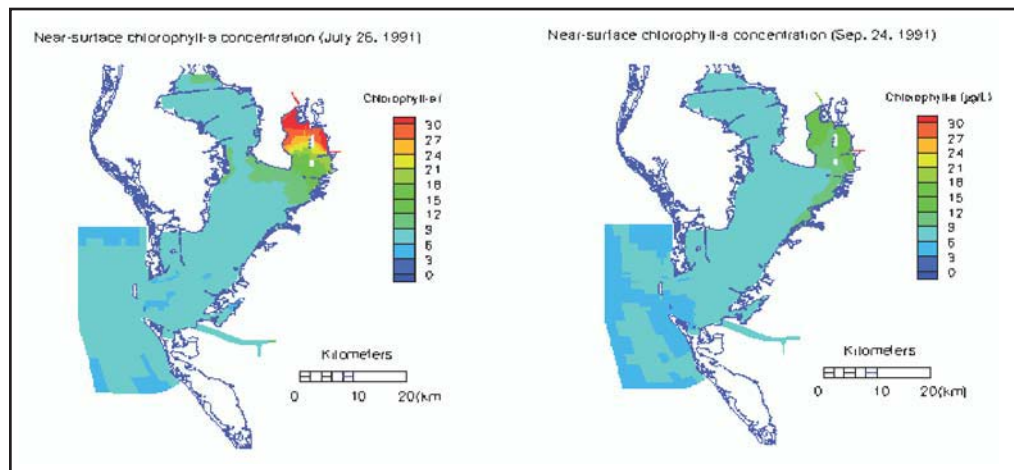 Near-surface chlorophyll-a concentration (July 26, 1991)
Chlorophyll-a (
30
27
24
21
18
15
12
9
6
3
0
Kilometers
0 10 20(km
Near-surface chlorophyll-a concentration (Sep. 24, 1991)
Chlorophyll-a (µg/L)
30
27
24
21
18
15
12
9
6
3
0
Kilometers
0 10 20(km)